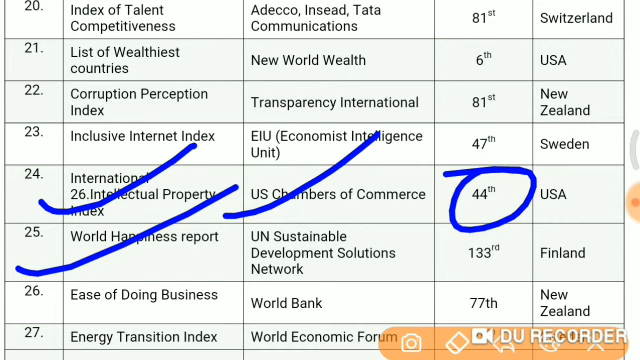 20. Index of Talent Competitiveness Adecco, Insead, Tata Communications 81st Switzerland
21. List of Wealthiest countries New World Wealth 6th USA
22. Corruption Perception Index Transparency International 81st New Zealand
23. Inclusive Internet Index EIU (Economist Intelligence Unit) 47th Sweden
24. International 26.Intellectual Property Index US Chambers of Commerce 44th USA
25. World Happiness report UN Sustainable Development Solutions Network 133rd Finland
26. Ease of Doing Business World Bank 77th New Zealand
27. Energy Transition Index World Economic Forum
DU RECORDER